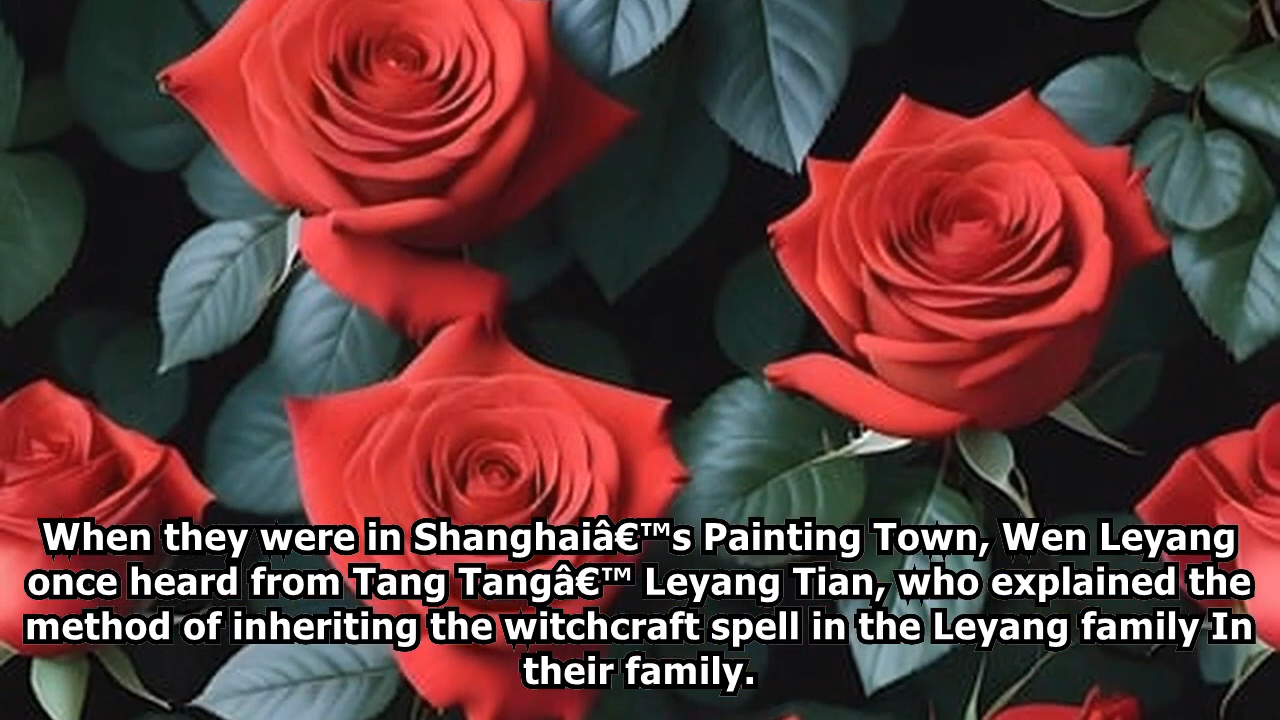 When they were in Shanghaiâ€™s Painting Town, Wen Leyang
once heard from Tang Tangâ€™ Leyang Tian, who explained the
method of inheriting the witchcraft spell in the Leyang family In
their family.